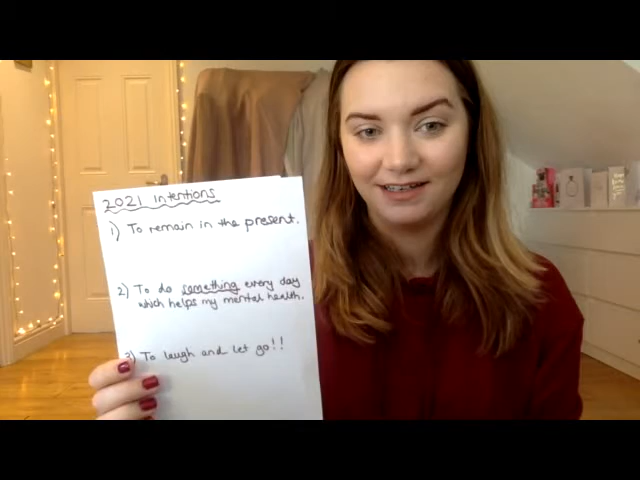 2021 Intentions
1) To remain in the present.
2) To do something every day
which helps my mental health.
3) To laugh and let go!!